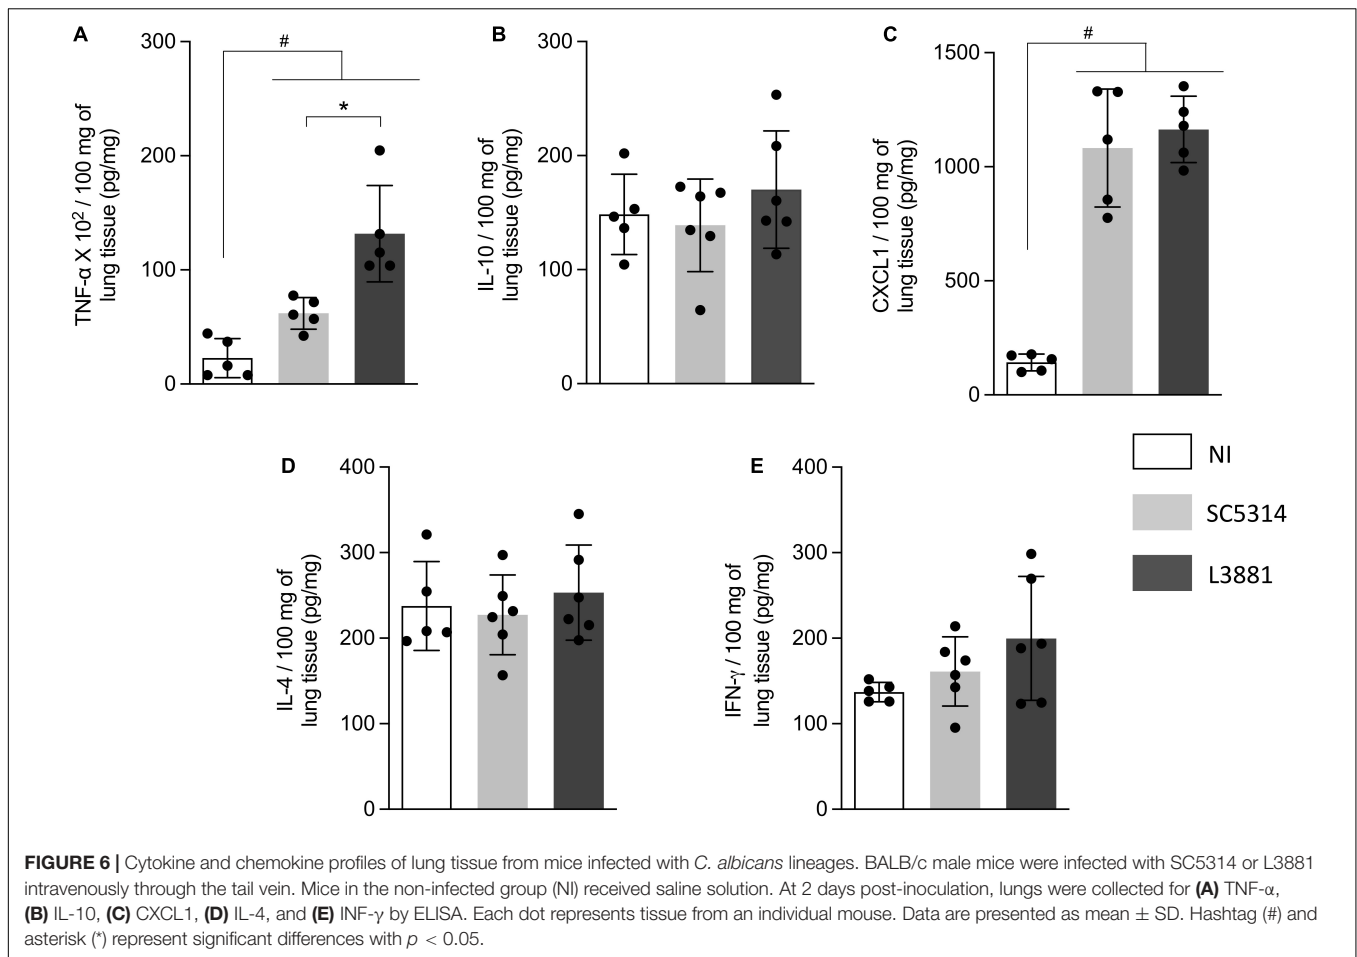 A
300
200
100
0
TNF-α X 10² / 100 mg of
lung tissue (pg/mg)
#
*
B
300
200
100
0
IL-10 / 100 mg of
lung tissue (pg/mg)
C
1500
1000
500
0
CXCL1 / 100 mg of
lung tissue (pg/mg)
#
D
400
300
200
100
0
IL-4 / 100 mg of
lung tissue (pg/mg)
E
400
300
200
100
0
IFN-γ / 100 mg of
lung tissue (pg/mg)
NI
SC5314
L3881
FIGURE 6 | Cytokine and chemokine profiles of lung tissue from mice infected with C. albicans lineages. BALB/c male mice were infected with SC5314 or L3881
intravenously through the tail vein. Mice in the non-infected group (NI) received saline solution. At 2 days post-inoculation, lungs were collected for (A) TNF-α,
(B) IL-10, (C) CXCL1, (D) IL-4, and (E) INF-γ by ELISA. Each dot represents tissue from an individual mouse. Data are presented as mean ± SD. Hashtag (#) and
asterisk (*) represent significant differences with p < 0.05.